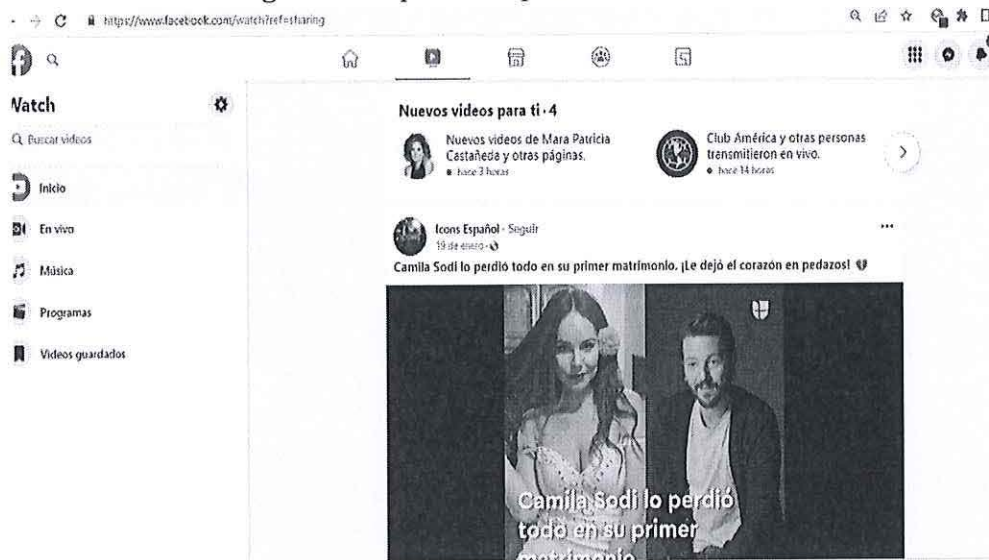 https://www.facebook.com/watch?ref=sharing
Watch
Buscar videos
Inicio
En vivo
Música
Programas
Videos guardados
Nuevos videos para ti · 4
Nuevos videos de Mara Patricia
Castañeda y otras páginas.
hace 3 horas
Club América y otras personas
transmitieron en vivo.
hace 14 horas
Icons Español · Seguir
19 de enero ·
Camila Sodi lo perdió todo en su primer matrimonio. ¡Le dejó el corazón en pedazos! 💔
Camila Sodi lo perdió
todo en su primer
matrimonio